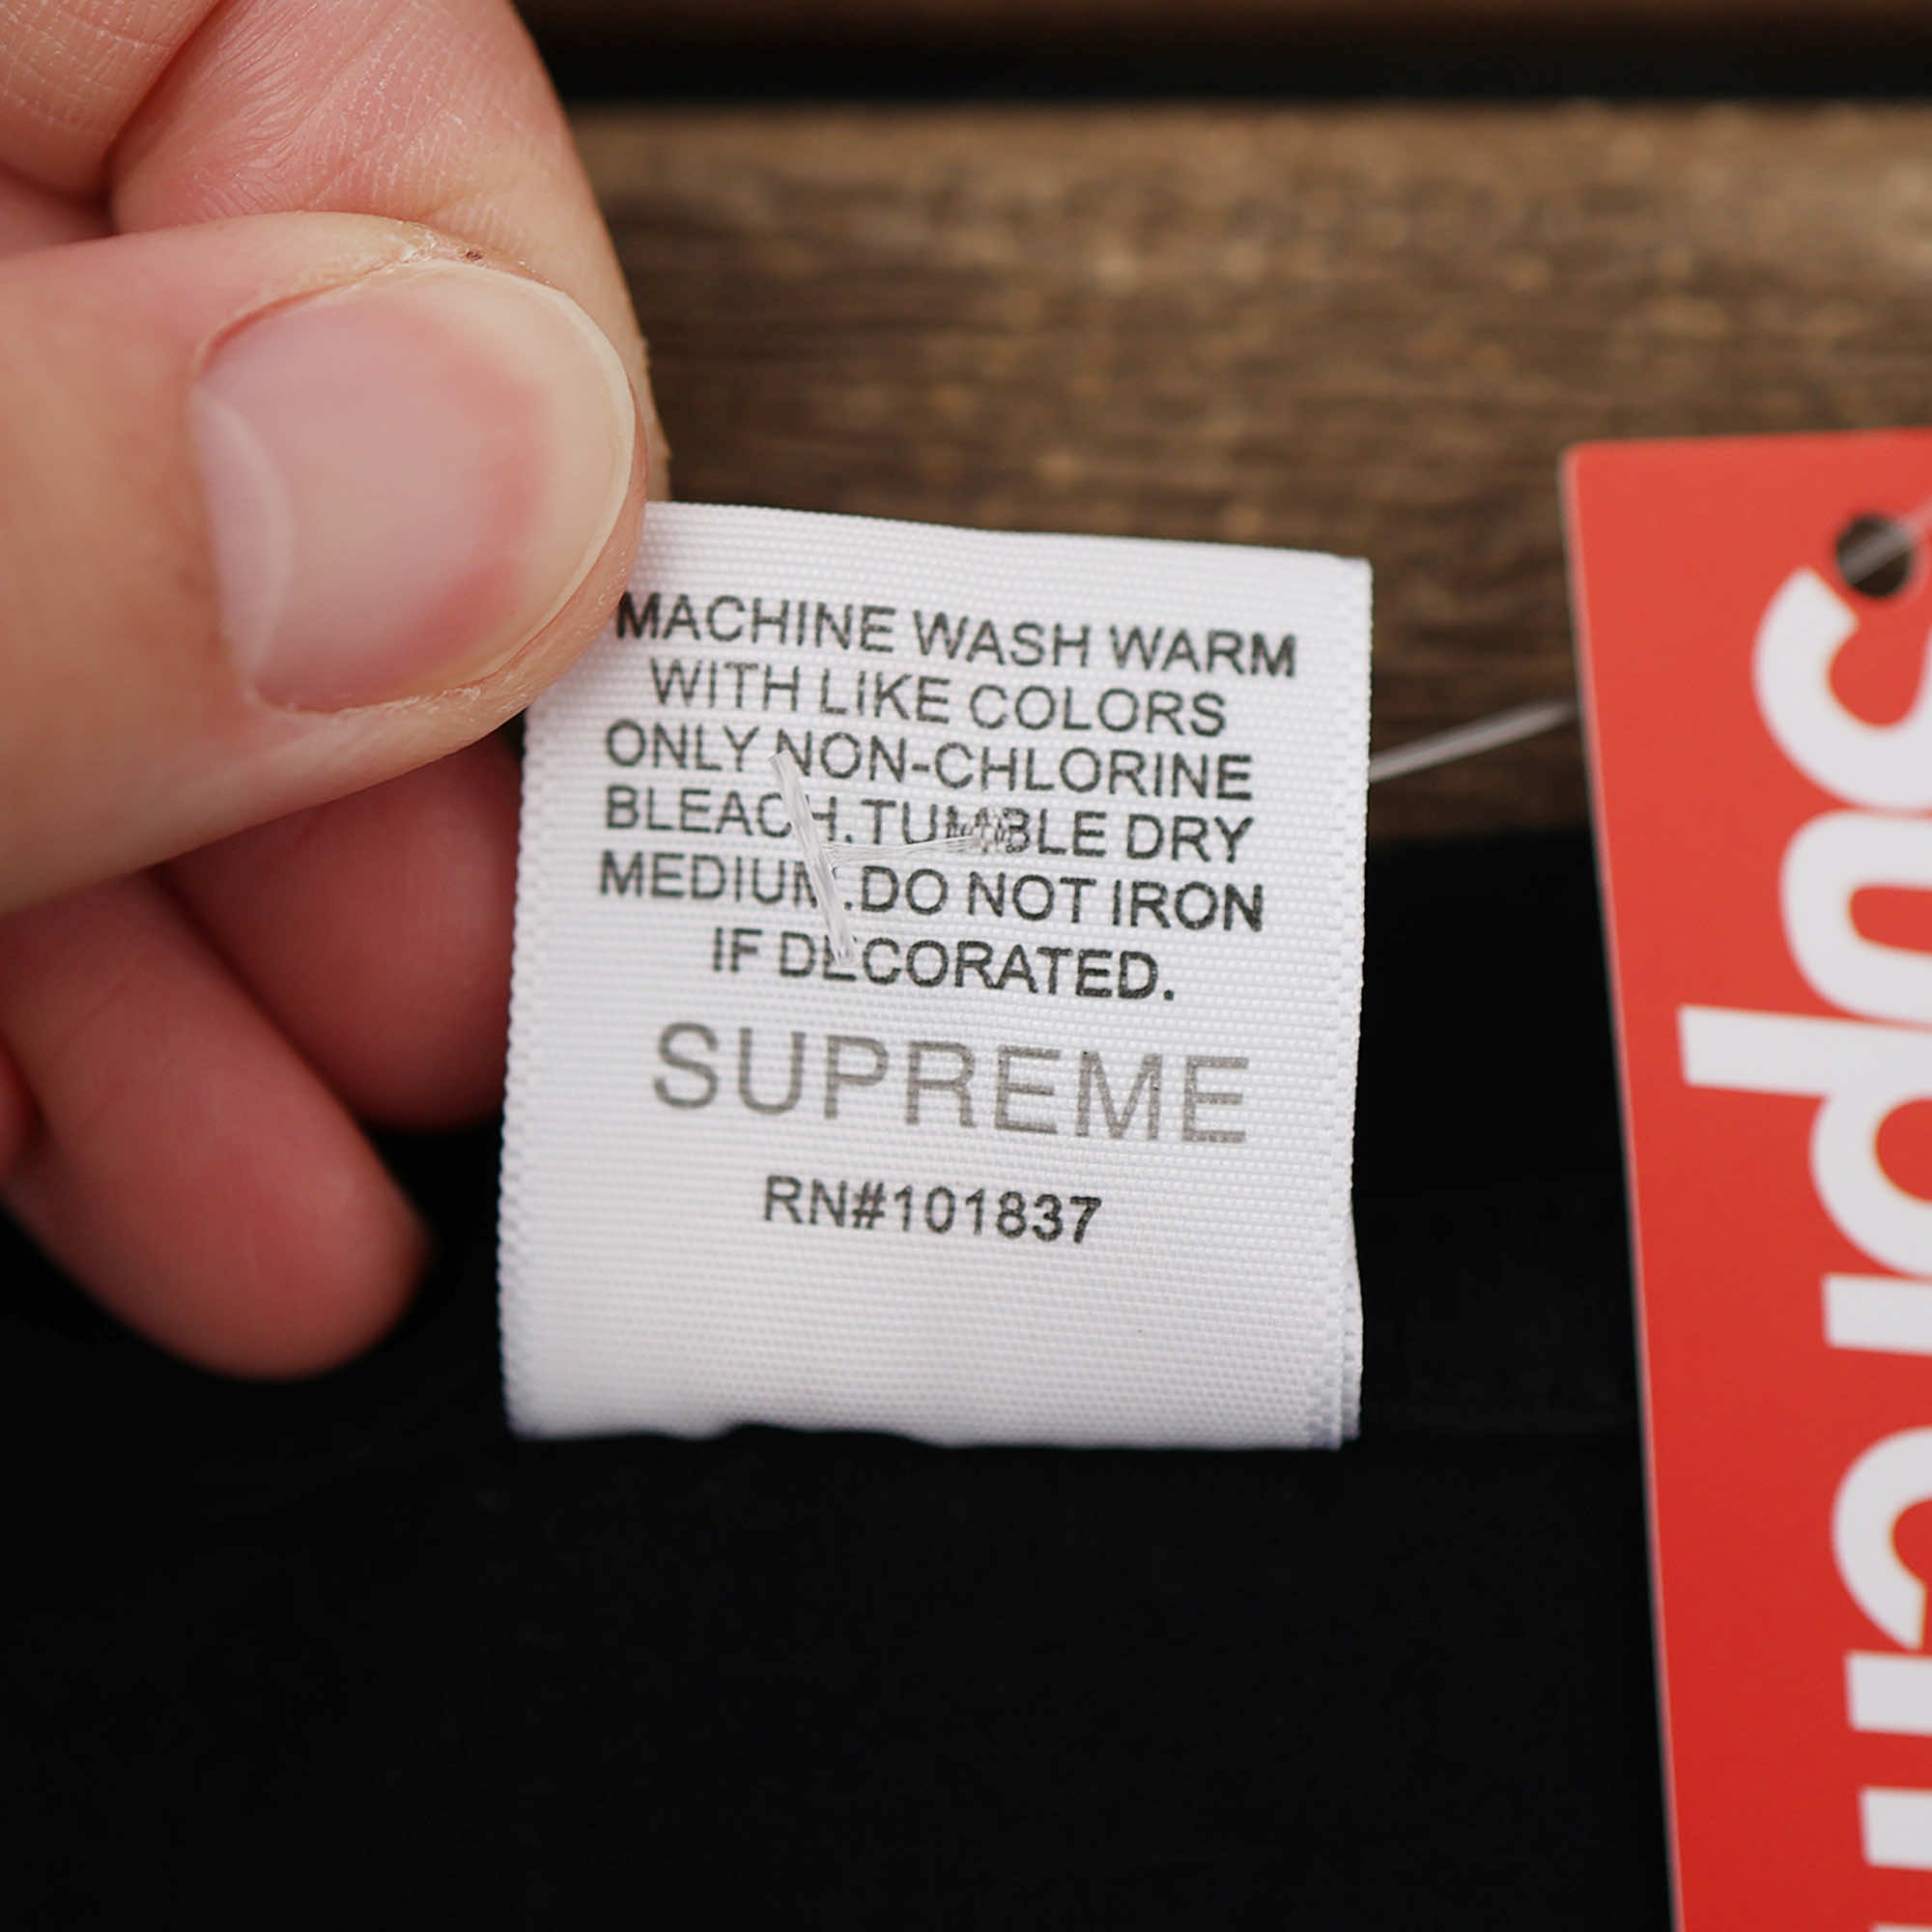 MACHINE WASH WARM
WITH LIKE COLORS
ONLY NON-CHLORINE
BLEACH.TUMBLE DRY
MEDIUM.DO NOT IRON
IF DECORATED.
SUPREME
RN#101837
Supreme